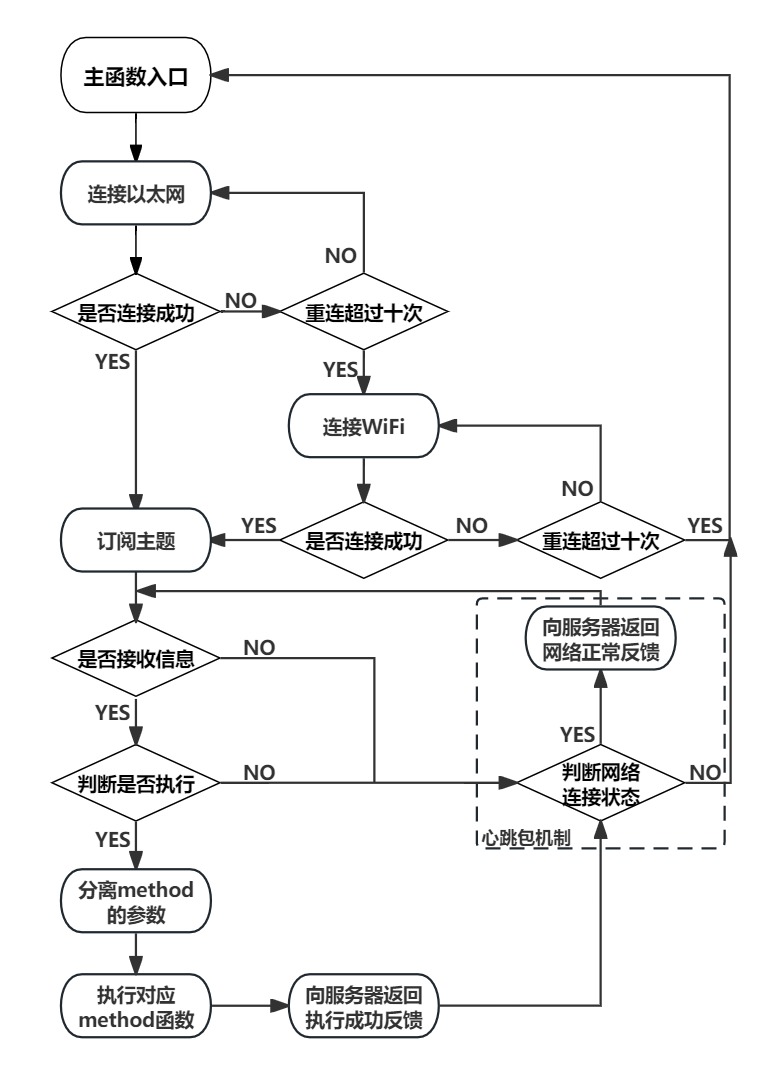 主函数入口
连接以太网
NO
是否连接成功
NO
重连超过十次
YES
YES
连接WiFi
NO
订阅主题
YES
是否连接成功
NO
重连超过十次
YES
向服务器返回
网络正常反馈
是否接收信息
NO
YES
YES
判断是否执行
NO
判断网络
连接状态
NO
心跳包机制
YES
分离method
的参数
执行对应
method函数
向服务器返回
执行成功反馈